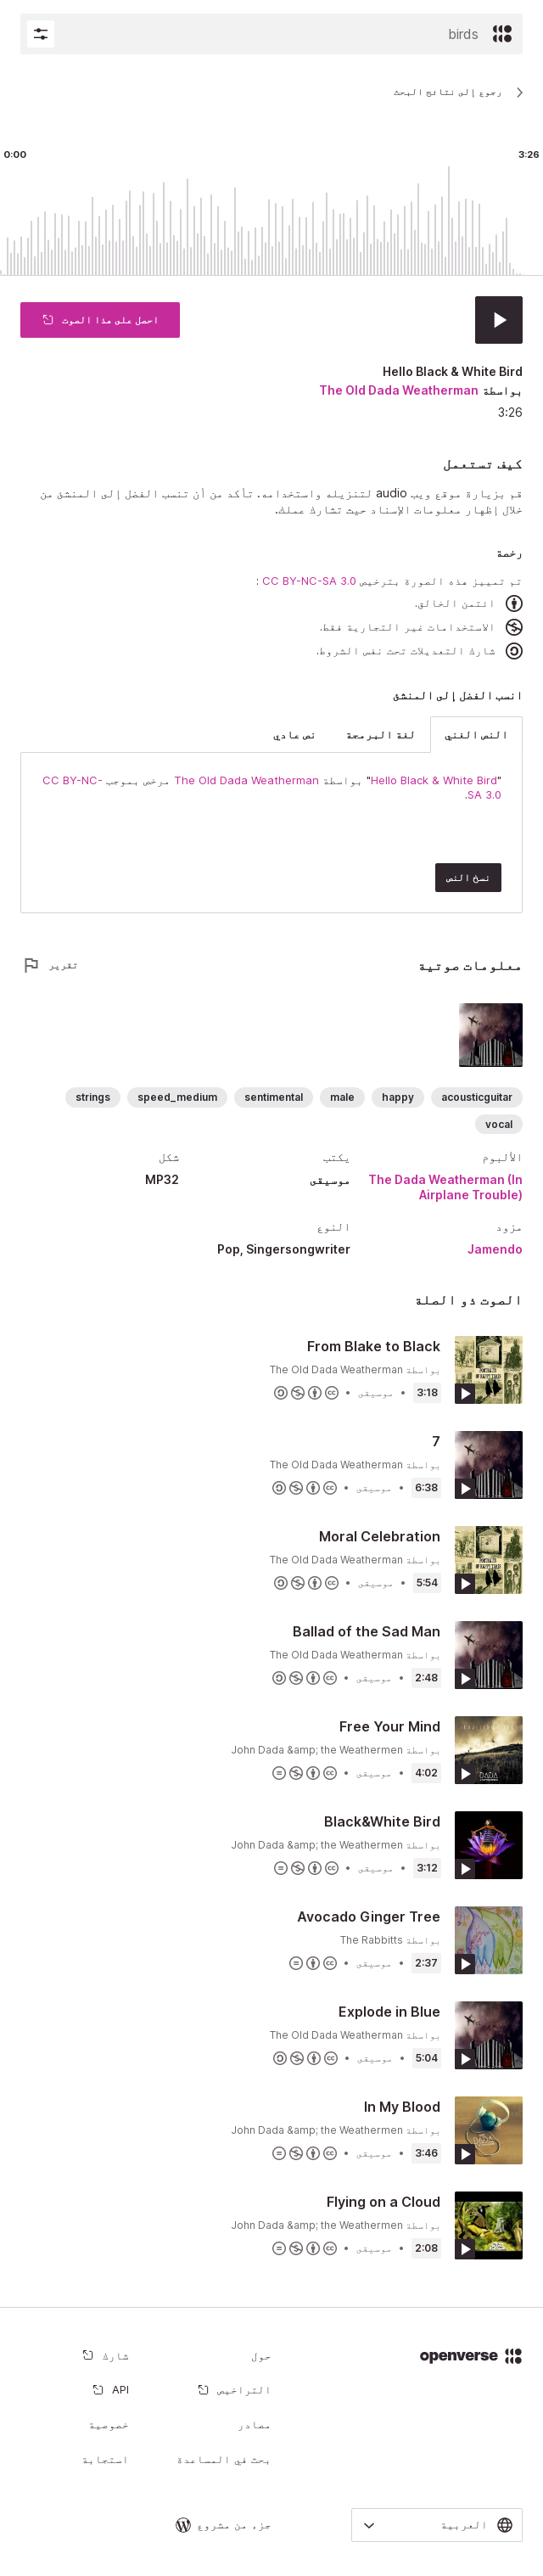 birds
رجوع إلى نتائج البحث
0:00
3:26
احصل على هذا الصوت
Hello Black & White Bird
بواسطة The Old Dada Weatherman
3:26
كيف تستعمل
قم بزيارة موقع ويب audio لتنزيله واستخدامه. تأكد من أن تنسب الفضل إلى المنشئ من
خلال إظهار معلومات الإسناد حيث تشارك عملك.
رخصة
تم تمييز هذه الصورة بترخيص CC BY-NC-SA 3.0 :
ائتمن الخالق.
الاستخدامات غير التجارية فقط.
شارك التعديلات تحت نفس الشروط.
انسب الفضل إلى المنشئ
النص الغني
لغة البرمجة
نص عادي
"Hello Black & White Bird" بواسطة The Old Dada Weatherman مرخص بموجب CC BY-NC-
SA 3.0.
نسخ النص
معلومات صوتية
تقرير
acousticguitar
happy
male
sentimental
speed_medium
strings
vocal
الألبوم
يكتب
شكل
The Dada Weatherman (In
Airplane Trouble)
موسيقى
MP32
مزود
النوع
Jamendo
Pop, Singersongwriter
الصوت ذو الصلة
From Blake to Black
بواسطة The Old Dada Weatherman
3:18 • موسيقى •
7
بواسطة The Old Dada Weatherman
6:38 • موسيقى •
Moral Celebration
بواسطة The Old Dada Weatherman
5:54 • موسيقى •
Ballad of the Sad Man
بواسطة The Old Dada Weatherman
2:48 • موسيقى •
Free Your Mind
بواسطة John Dada &amp; the Weathermen
4:02 • موسيقى •
Black&White Bird
بواسطة John Dada &amp; the Weathermen
3:12 • موسيقى •
Avocado Ginger Tree
بواسطة The Rabbitts
2:37 • موسيقى •
Explode in Blue
بواسطة The Old Dada Weatherman
5:04 • موسيقى •
In My Blood
بواسطة John Dada &amp; the Weathermen
3:46 • موسيقى •
Flying on a Cloud
بواسطة John Dada &amp; the Weathermen
2:08 • موسيقى •
openverse
حول
شارك
التراخيص
API
مصادر
خصوصية
بحث في المساعدة
استجابة
العربية
جزء من مشروع